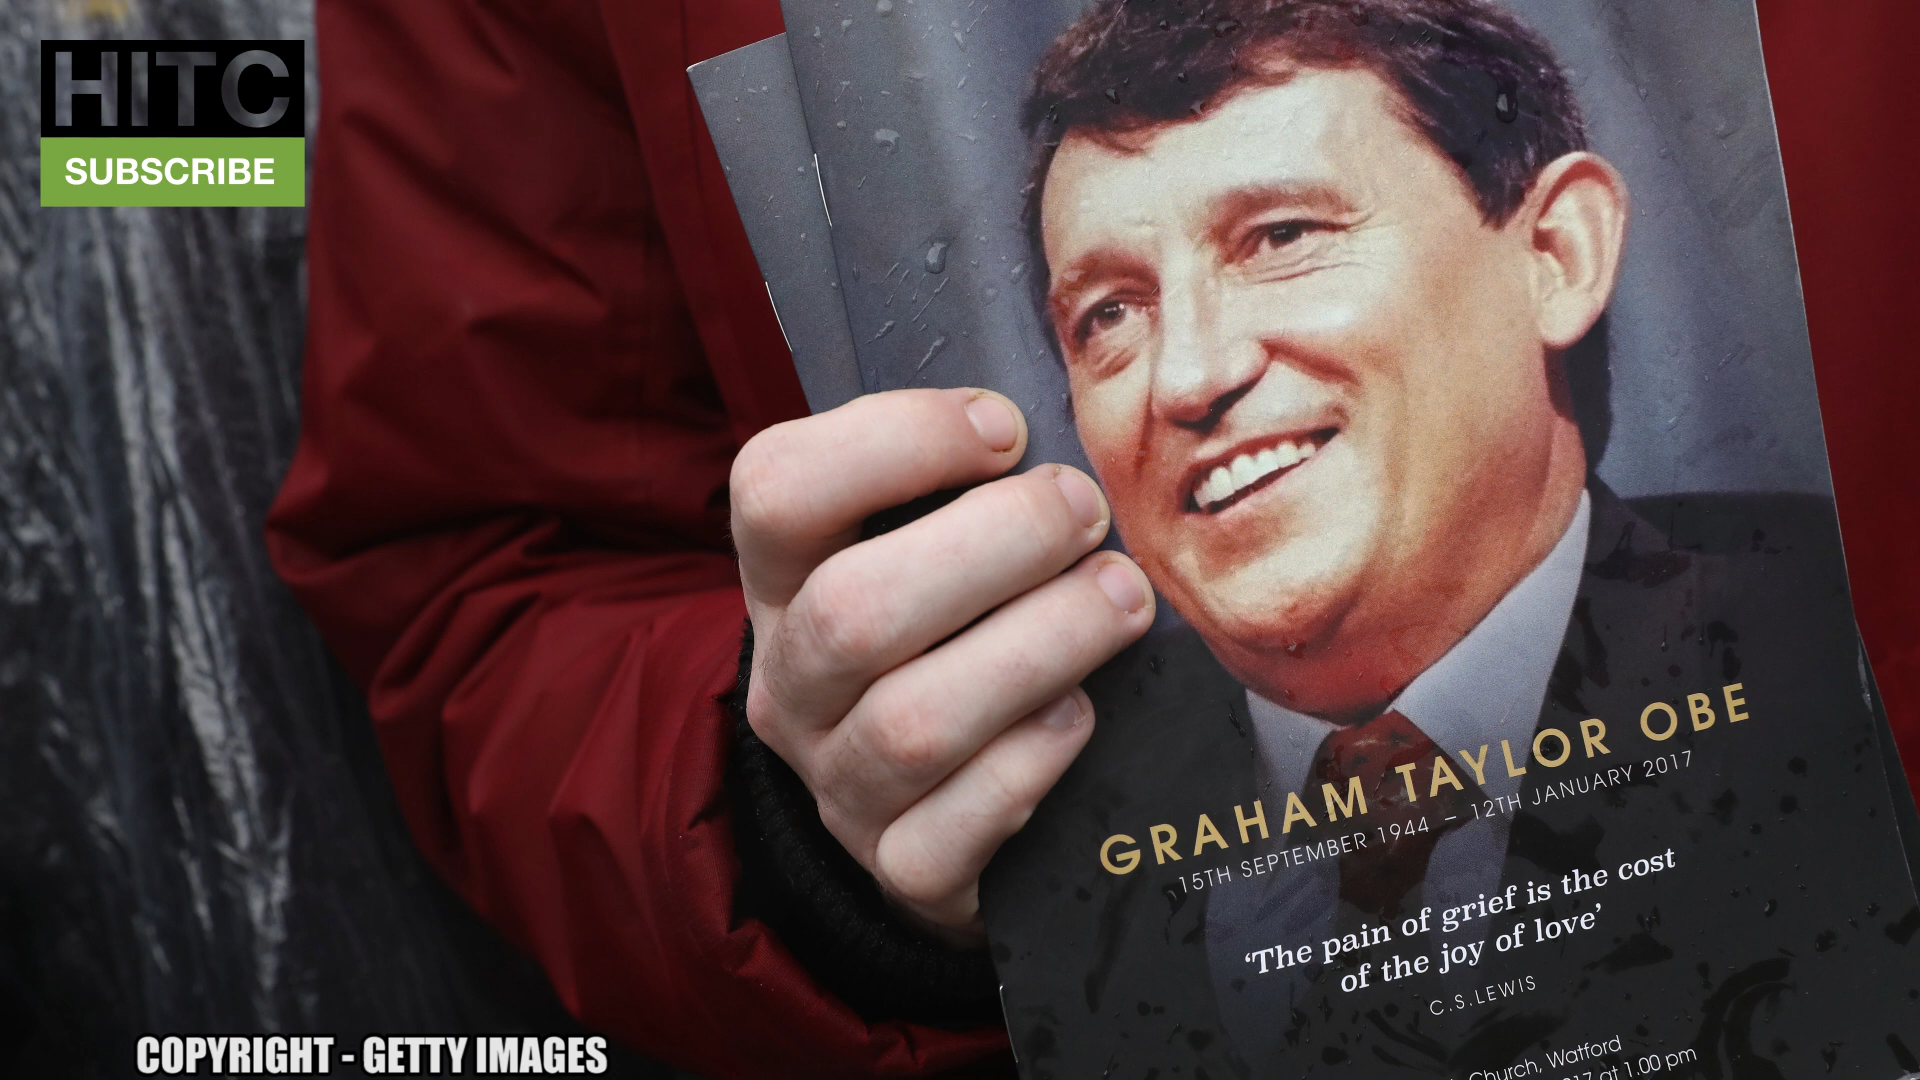 HITC
SUBSCRIBE
GRAHAM TAYLOR OBE
15TH SEPTEMBER 1944 – 12TH JANUARY 2017
‘The pain of grief is the cost
of the joy of love’
C.S.LEWIS
Church, Watford
at 1.00 pm
COPYRIGHT - GETTY IMAGES